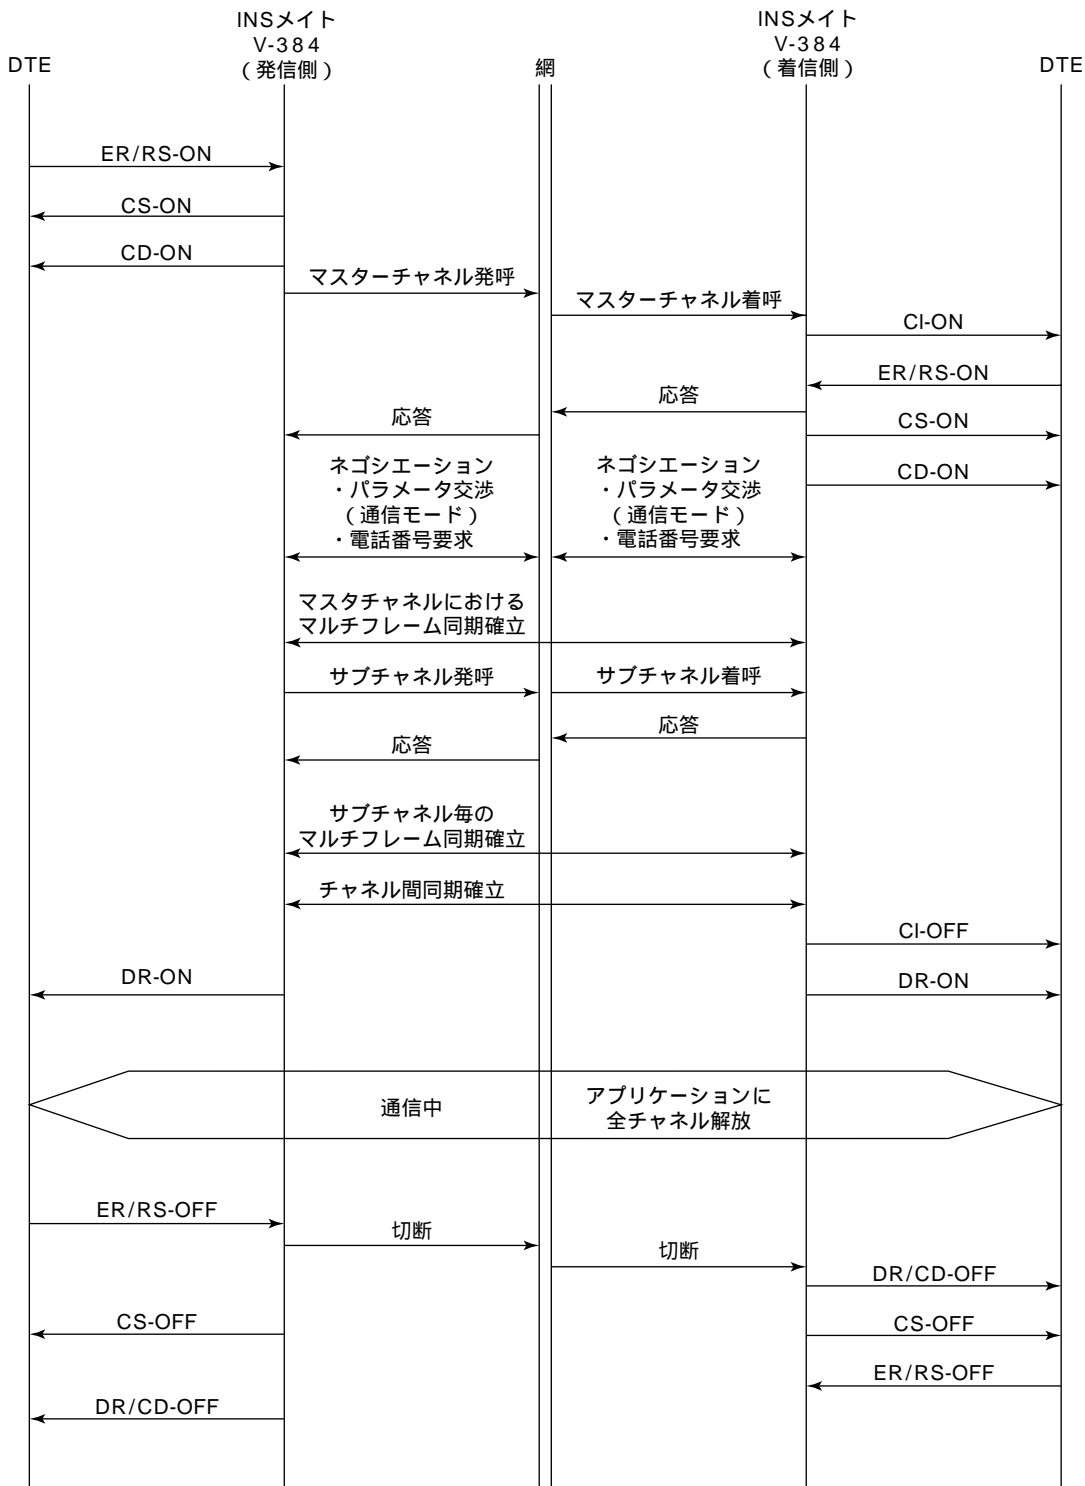 INSメイト
V-384
(発信側)
INSメイト
V-384
(着信側)
DTE
網
DTE
ER/RS-ON
CS-ON
CD-ON
マスターチャネル発呼
マスターチャネル着呼
CI-ON
ER/RS-ON
応答
応答
CS-ON
ネゴシエーション
・パラメータ交渉
(通信モード)
・電話番号要求
ネゴシエーション
・パラメータ交渉
(通信モード)
・電話番号要求
CD-ON
マスタチャネルにおける
マルチフレーム同期確立
サブチャネル発呼
サブチャネル着呼
応答
応答
サブチャネル毎の
マルチフレーム同期確立
チャネル間同期確立
CI-OFF
DR-ON
DR-ON
通信中
アプリケーションに
全チャネル解放
ER/RS-OFF
切断
切断
DR/CD-OFF
CS-OFF
CS-OFF
ER/RS-OFF
DR/CD-OFF